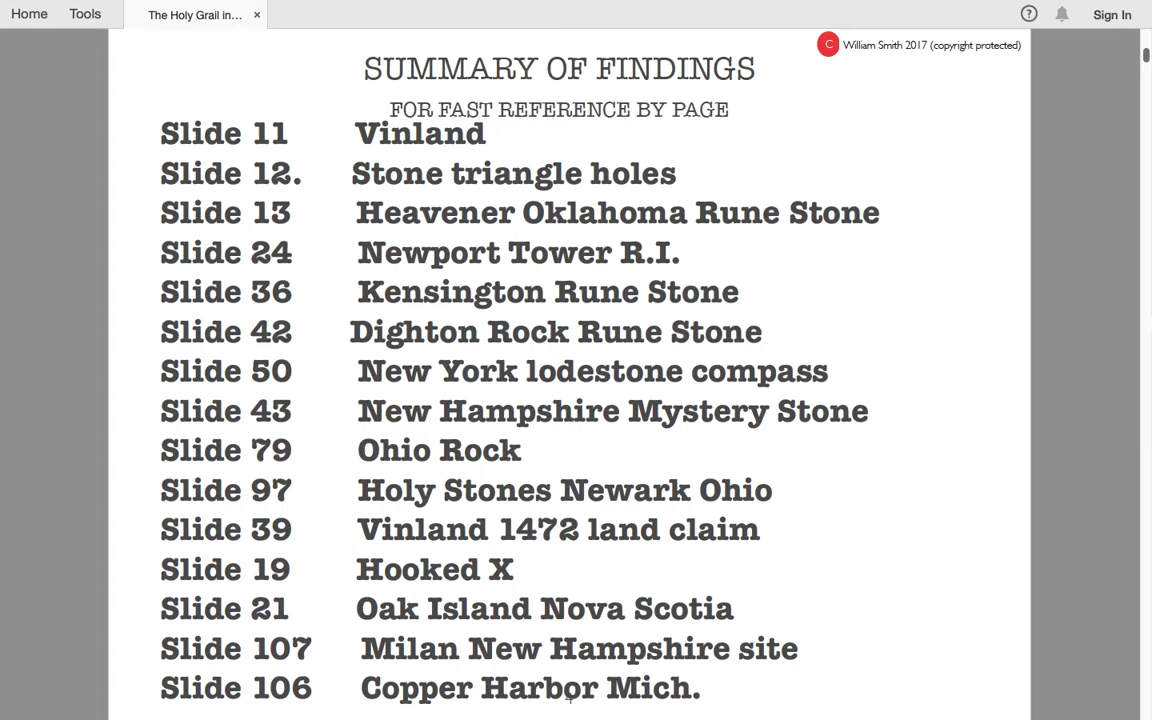 Home Tools The Holy Grail in... × ? Sign In
C William Smith 2017 (copyright protected)
SUMMARY OF FINDINGS
FOR FAST REFERENCE BY PAGE
Slide 11 Vinland
Slide 12. Stone triangle holes
Slide 13 Heavener Oklahoma Rune Stone
Slide 24 Newport Tower R.I.
Slide 36 Kensington Rune Stone
Slide 42 Dighton Rock Rune Stone
Slide 50 New York lodestone compass
Slide 43 New Hampshire Mystery Stone
Slide 79 Ohio Rock
Slide 97 Holy Stones Newark Ohio
Slide 39 Vinland 1472 land claim
Slide 19 Hooked X
Slide 21 Oak Island Nova Scotia
Slide 107 Milan New Hampshire site
Slide 106 Copper Harbor Mich.